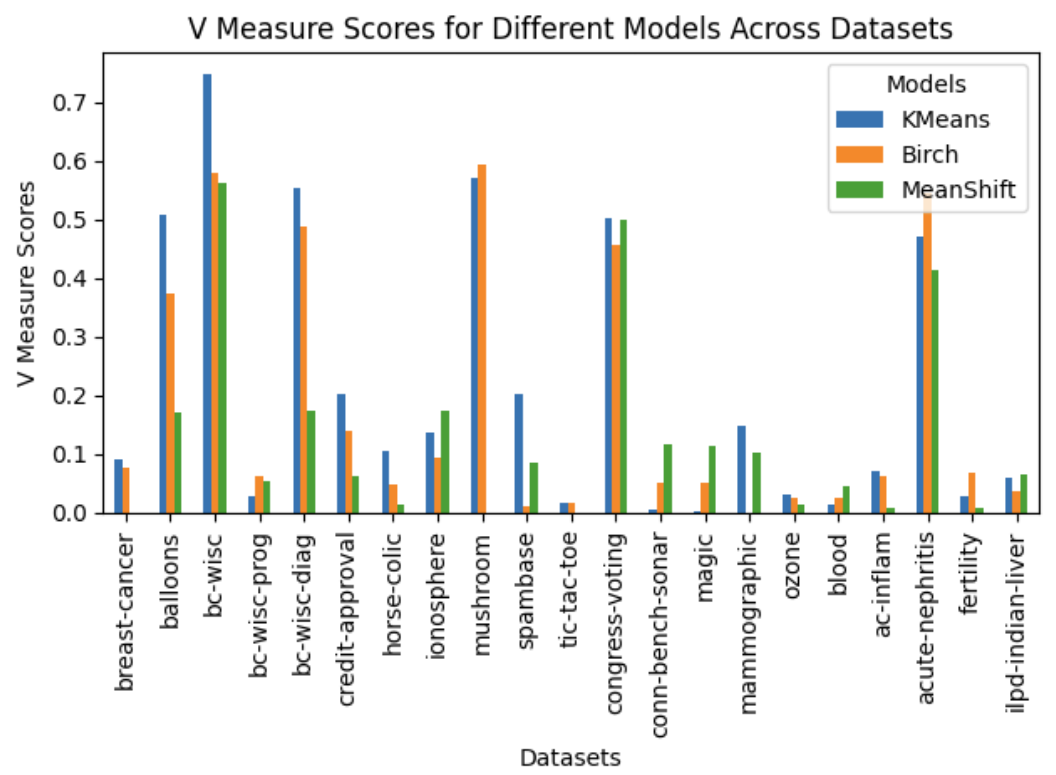 V Measure Scores for Different Models Across Datasets
V Measure Scores
0.7
0.6
0.5
0.4
0.3
0.2
0.1
0.0
Models
KMeans
Birch
MeanShift
breast-cancer
balloons
bc-wisc
bc-wisc-prog
bc-wisc-diag
credit-approval
horse-colic
ionosphere
mushroom
spambase
tic-tac-toe
congress-voting
conn-bench-sonar
magic
mammographic
ozone
blood
ac-inflam
acute-nephritis
fertility
ilpd-indian-liver
Datasets